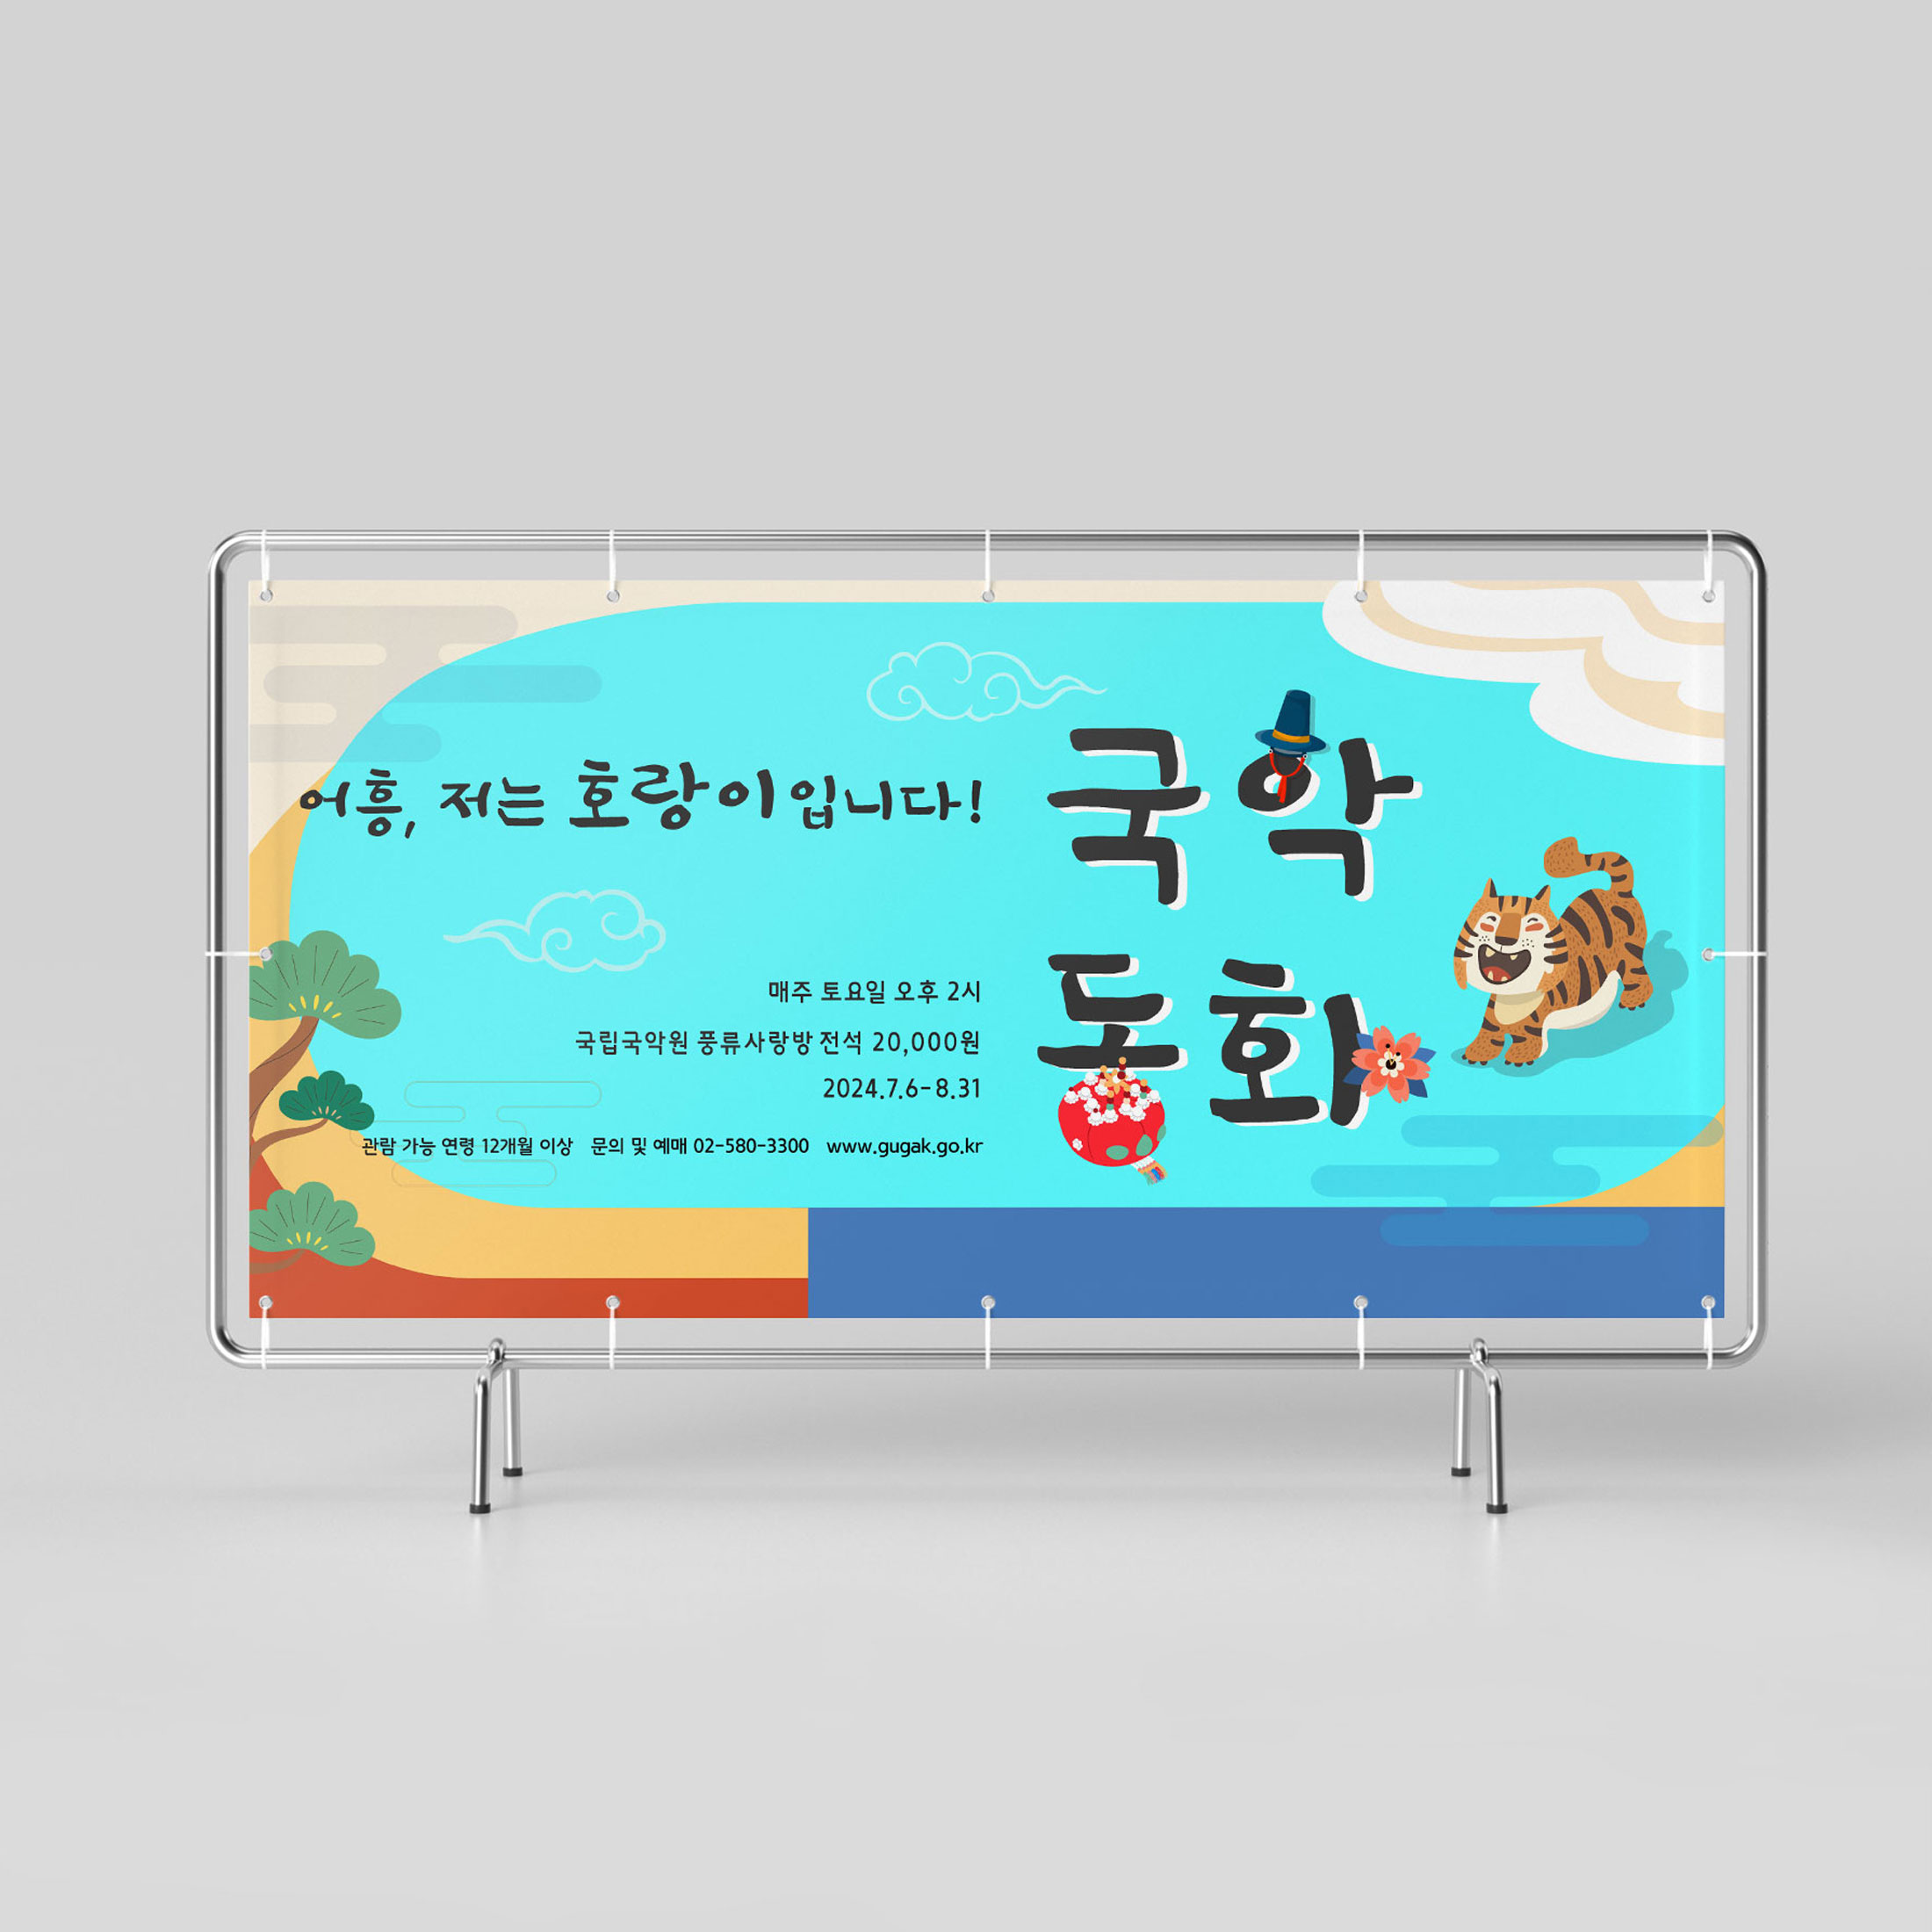 어흥, 저는 호랑이입니다!
국악
동화
매주 토요일 오후 2시
국립국악원 풍류사랑방 전석 20,000원
2024.7.6-8.31
관람 가능 연령 12개월 이상 문의 및 예매 02-580-3300 www.gugak.go.kr